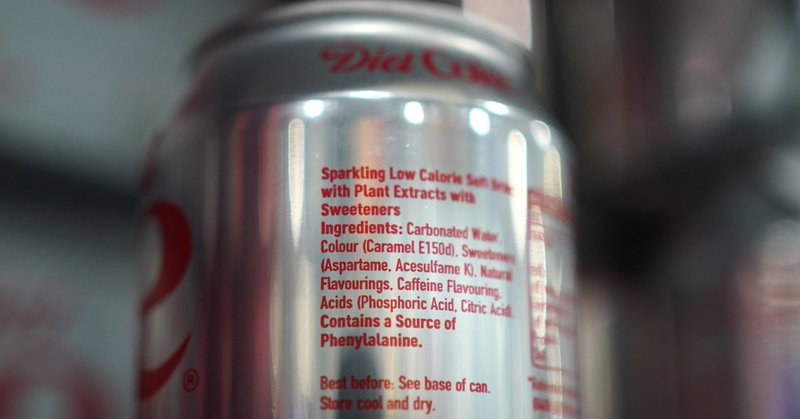 Diet Coke
Sparkling Low Calorie Soft Drink
with Plant Extracts with
Sweeteners
Ingredients: Carbonated Water,
Colour (Caramel E150d), Sweeteners
(Aspartame, Acesulfame K), Natural
Flavourings, Caffeine Flavouring,
Acids (Phosphoric Acid, Citric Acid).
Contains a Source of
Phenylalanine.
Best before: See base of can.
Store cool and dry.
e
®